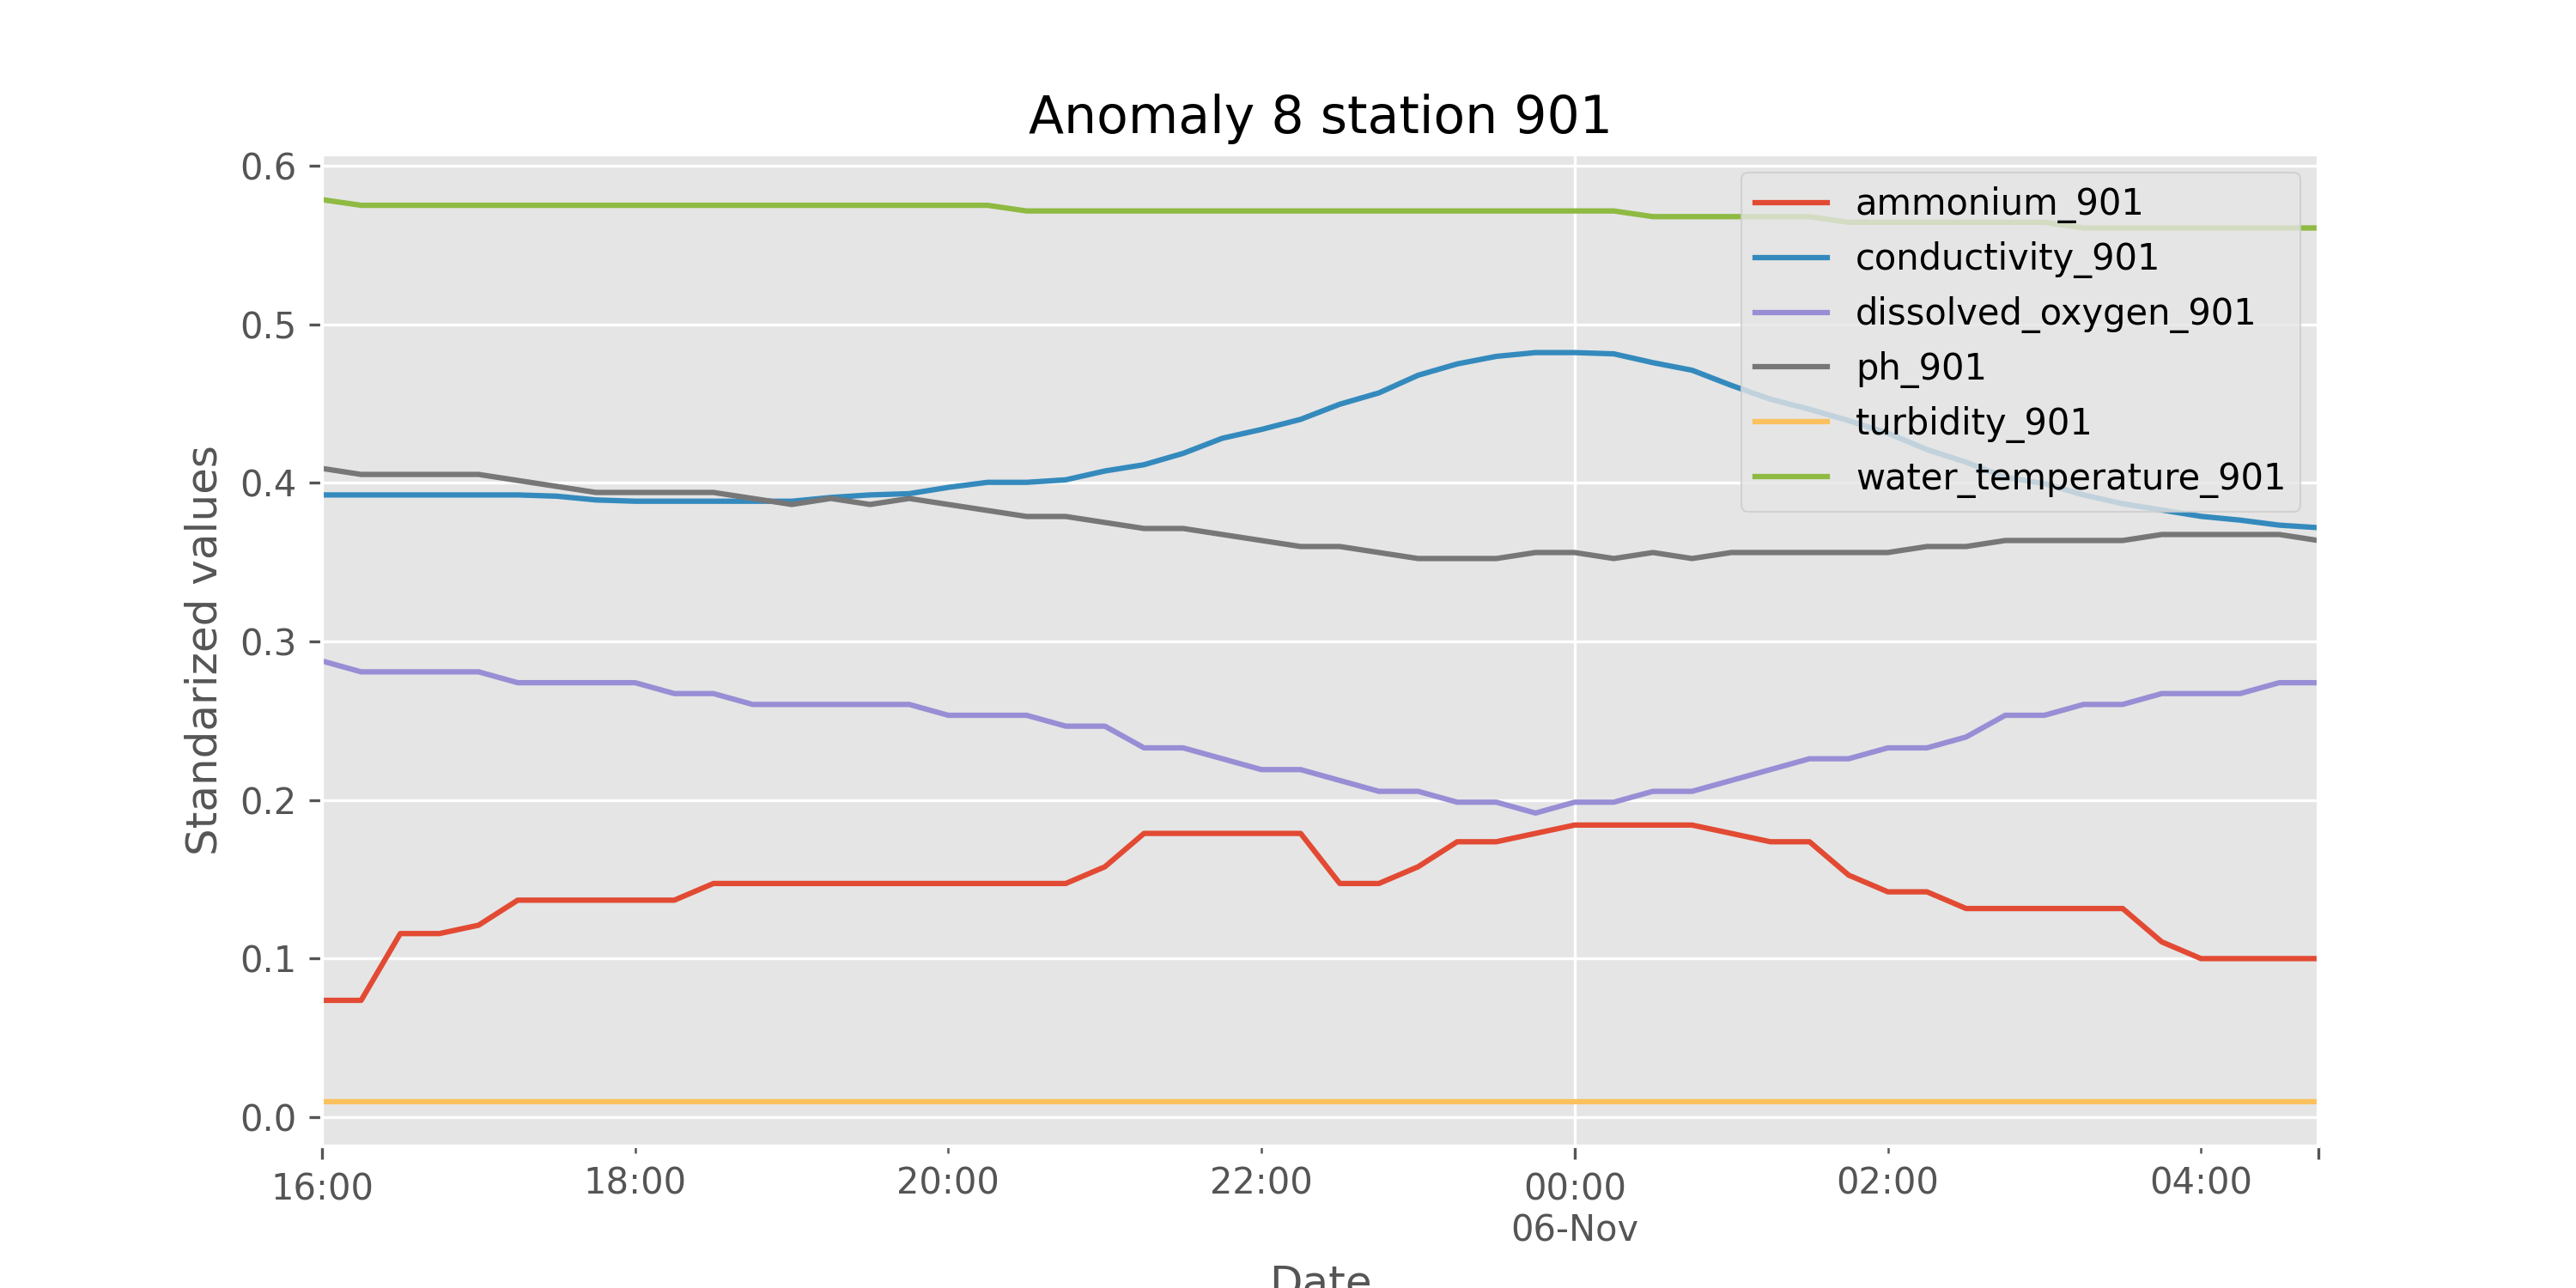 Anomaly 8 station 901
0.6
0.5
0.4
0.3
0.2
0.1
0.0
Standarized values
ammonium_901
conductivity_901
dissolved_oxygen_901
ph_901
turbidity_901
water_temperature_901
16:00 18:00 20:00 22:00 00:00 02:00 04:00
06-Nov
Date